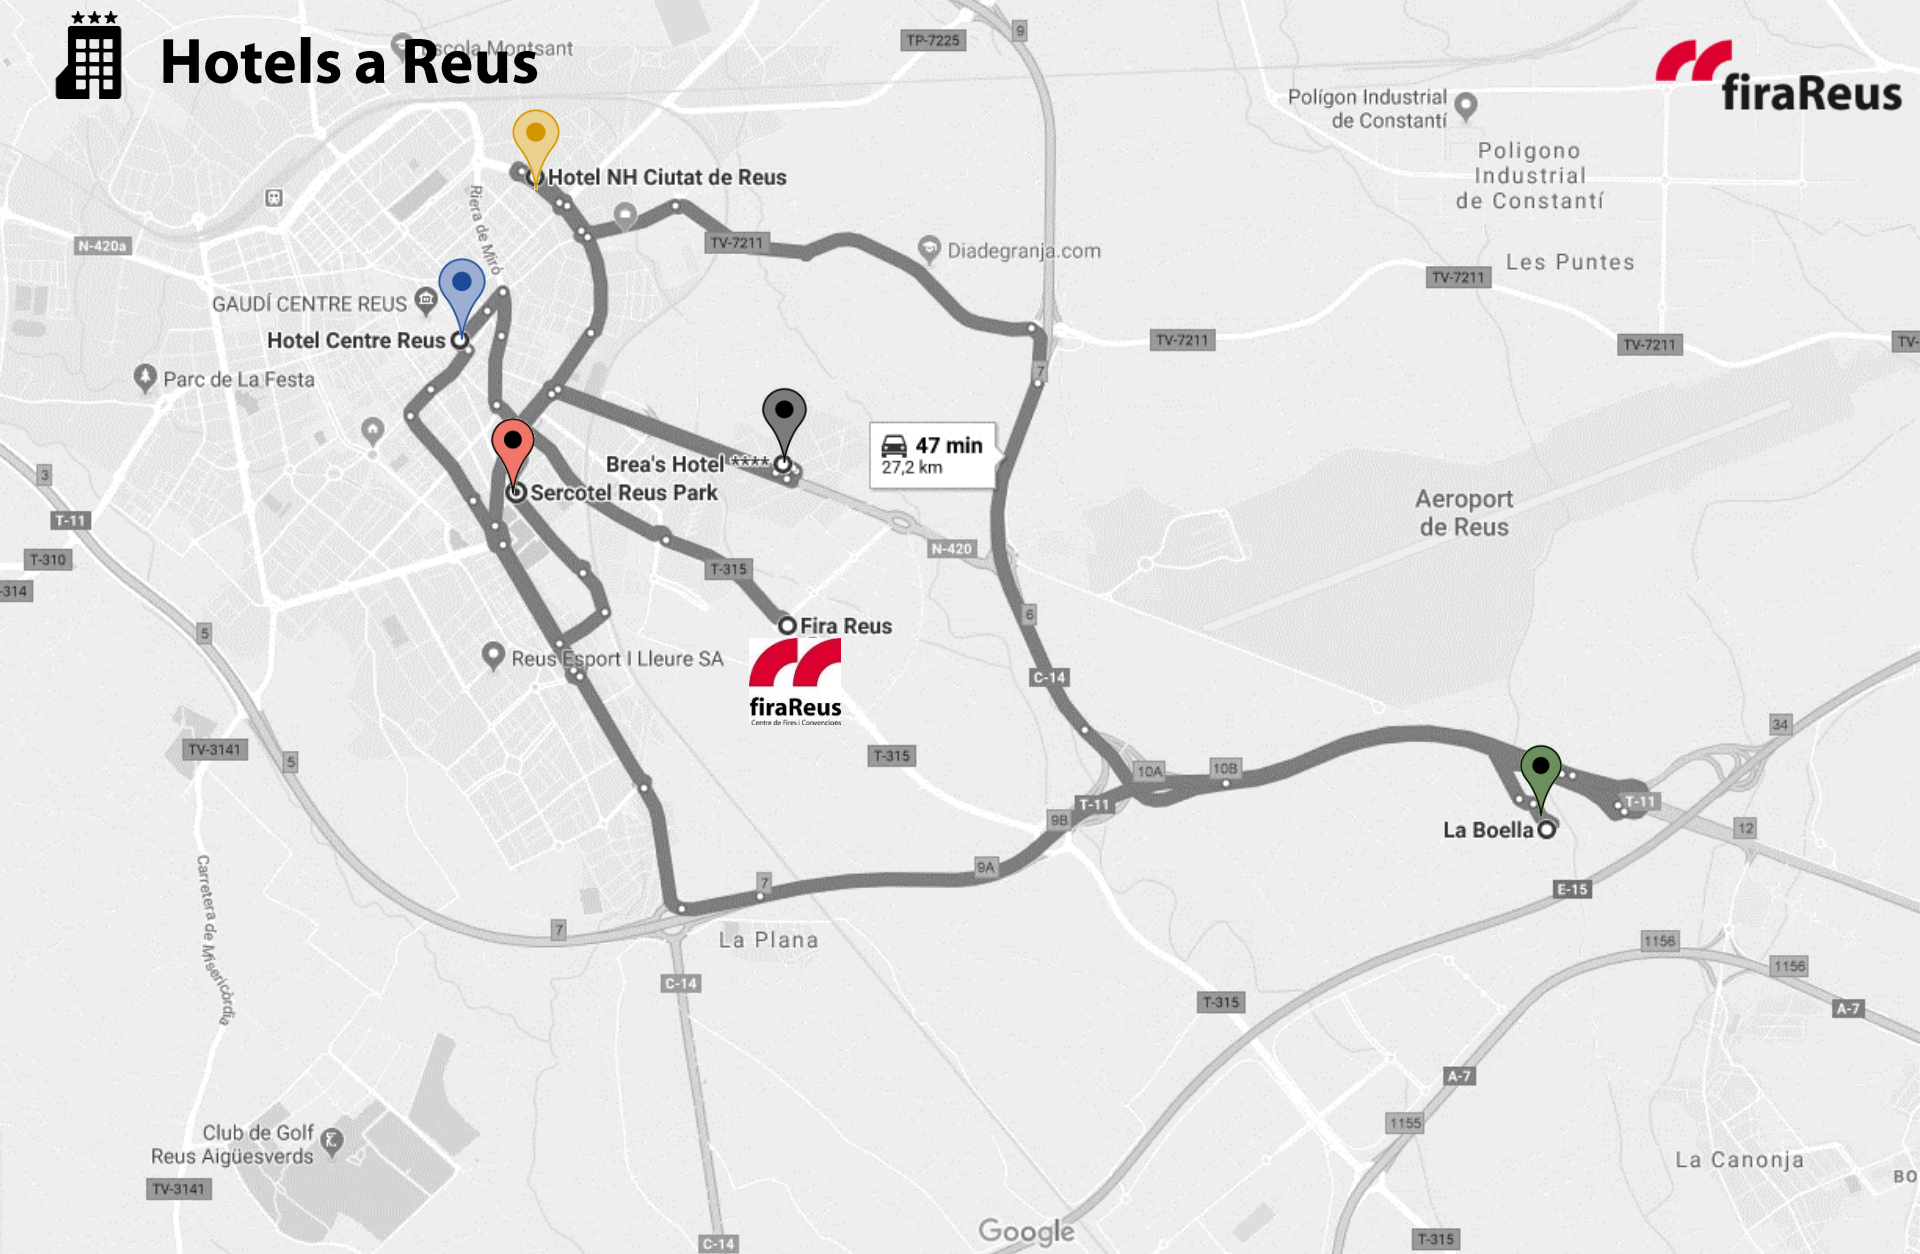 Hotels a Reus
Escola Montsant
TP-7225
9
firaReus
Polígon Industrial
de Constantí
Poligono
Industrial
de Constantí
Hotel NH Ciutat de Reus
Riera de Miró
N-420a
TV-7211
Diadegranja.com
Les Puntes
TV-7211
GAUDÍ CENTRE REUS
Hotel Centre Reus
TV-7211
TV-7211
TV-
Parc de La Festa
7
47 min
27,2 km
Brea's Hotel ****
Sercotel Reus Park
3
T-11
Aeroport
de Reus
N-420
T-310
T-315
-314
6
5
Fira Reus
Reus Esport I Lleure SA
C-14
firaReus
Centre de Fires i Convencions
34
TV-3141
5
T-315
10A
10B
T-11
T-11
9B
La Boella
12
9A
7
E-15
Carretera de Misericòrdia
7
La Plana
1156
1156
C-14
T-315
A-7
A-7
1155
Club de Golf
Reus Aigüesverds
La Canonja
BO
TV-3141
Google
C-14
T-315